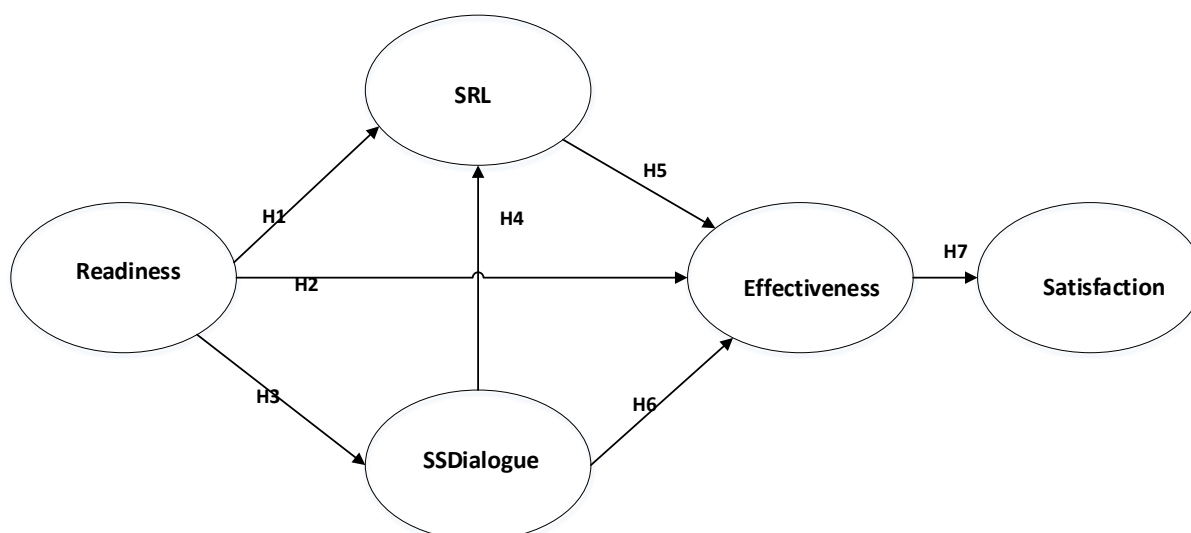 SRL
H5
H1
H4
H7
Readiness
H2
Effectiveness
Satisfaction
H3
H6
SSDialogue